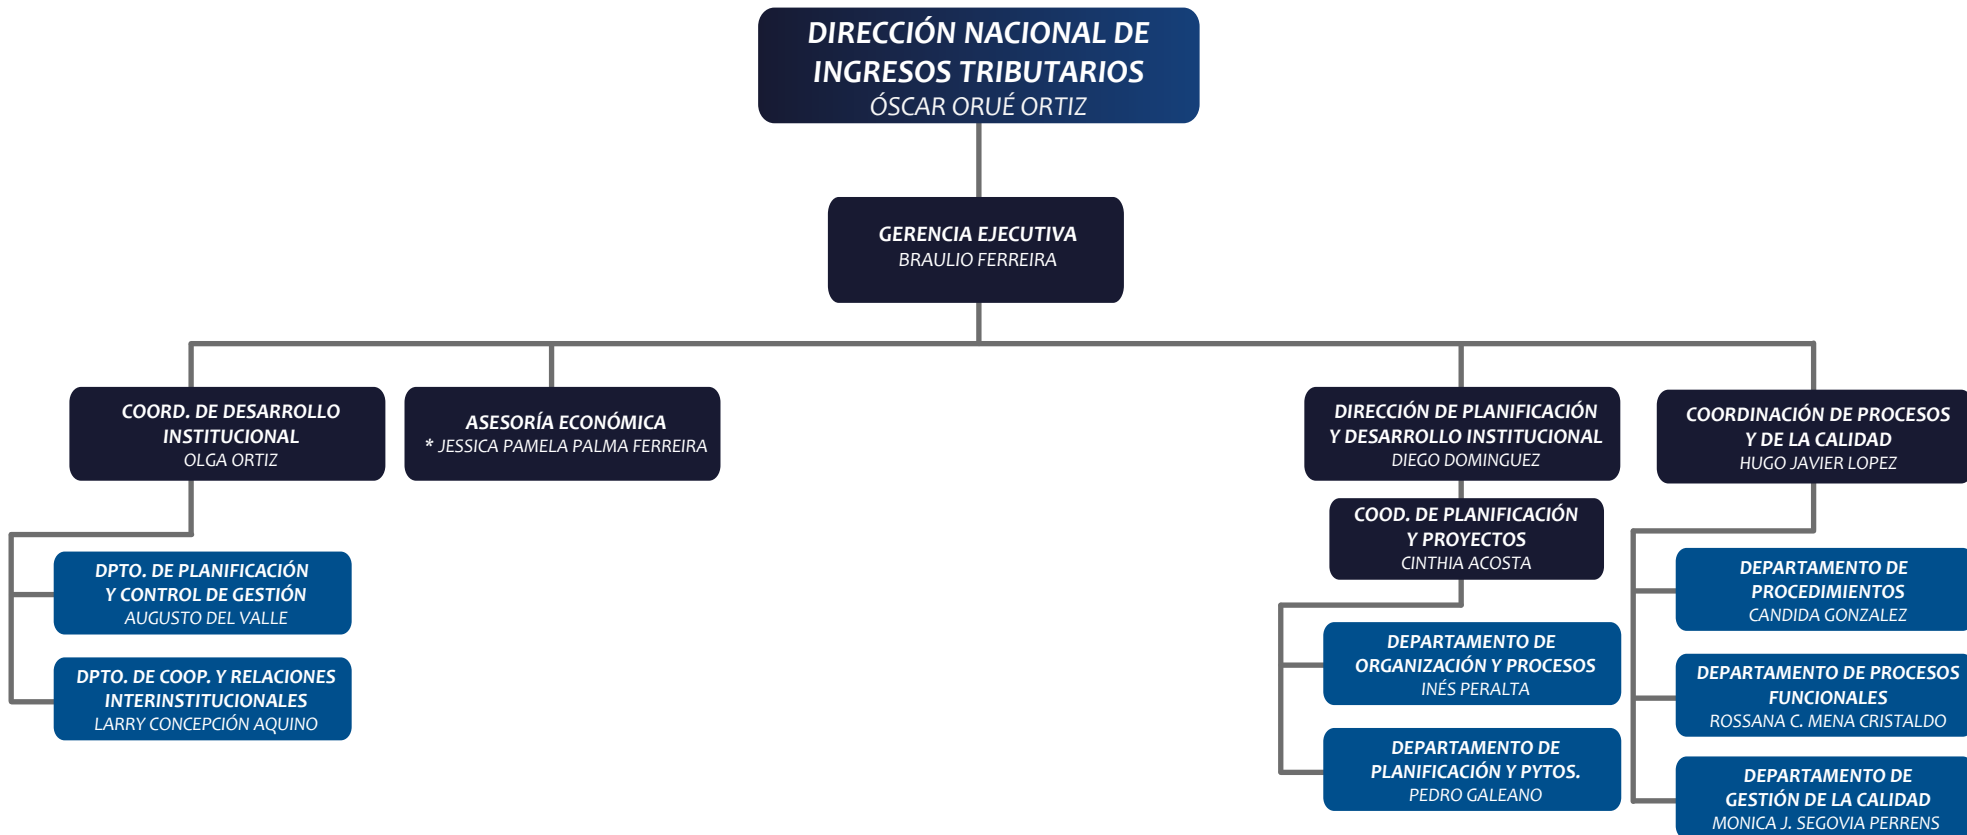 DIRECCIÓN NACIONAL DE
INGRESOS TRIBUTARIOS
ÓSCAR ORUÉ ORTIZ
GERENCIA EJECUTIVA
BRAULIO FERREIRA
COORD. DE DESARROLLO
INSTITUCIONAL
OLGA ORTIZ
ASESORÍA ECONÓMICA
* JESSICA PAMELA PALMA FERREIRA
DIRECCIÓN DE PLANIFICACIÓN
Y DESARROLLO INSTITUCIONAL
DIEGO DOMINGUEZ
COORDINACIÓN DE PROCESOS
Y DE LA CALIDAD
HUGO JAVIER LOPEZ
COOD. DE PLANIFICACIÓN
Y PROYECTOS
CINTHIA ACOSTA
DPTO. DE PLANIFICACIÓN
Y CONTROL DE GESTIÓN
AUGUSTO DEL VALLE
DPTO. DE COOP. Y RELACIONES
INTERINSTITUCIONALES
LARRY CONCEPCIÓN AQUINO
DEPARTAMENTO DE
ORGANIZACIÓN Y PROCESOS
INÉS PERALTA
DEPARTAMENTO DE
PLANIFICACIÓN Y PYTOS.
PEDRO GALEANO
DEPARTAMENTO DE
PROCEDIMIENTOS
CANDIDA GONZALEZ
DEPARTAMENTO DE PROCESOS
FUNCIONALES
ROSSANA C. MENA CRISTALDO
DEPARTAMENTO DE
GESTIÓN DE LA CALIDAD
MONICA J. SEGOVIA PERRENS